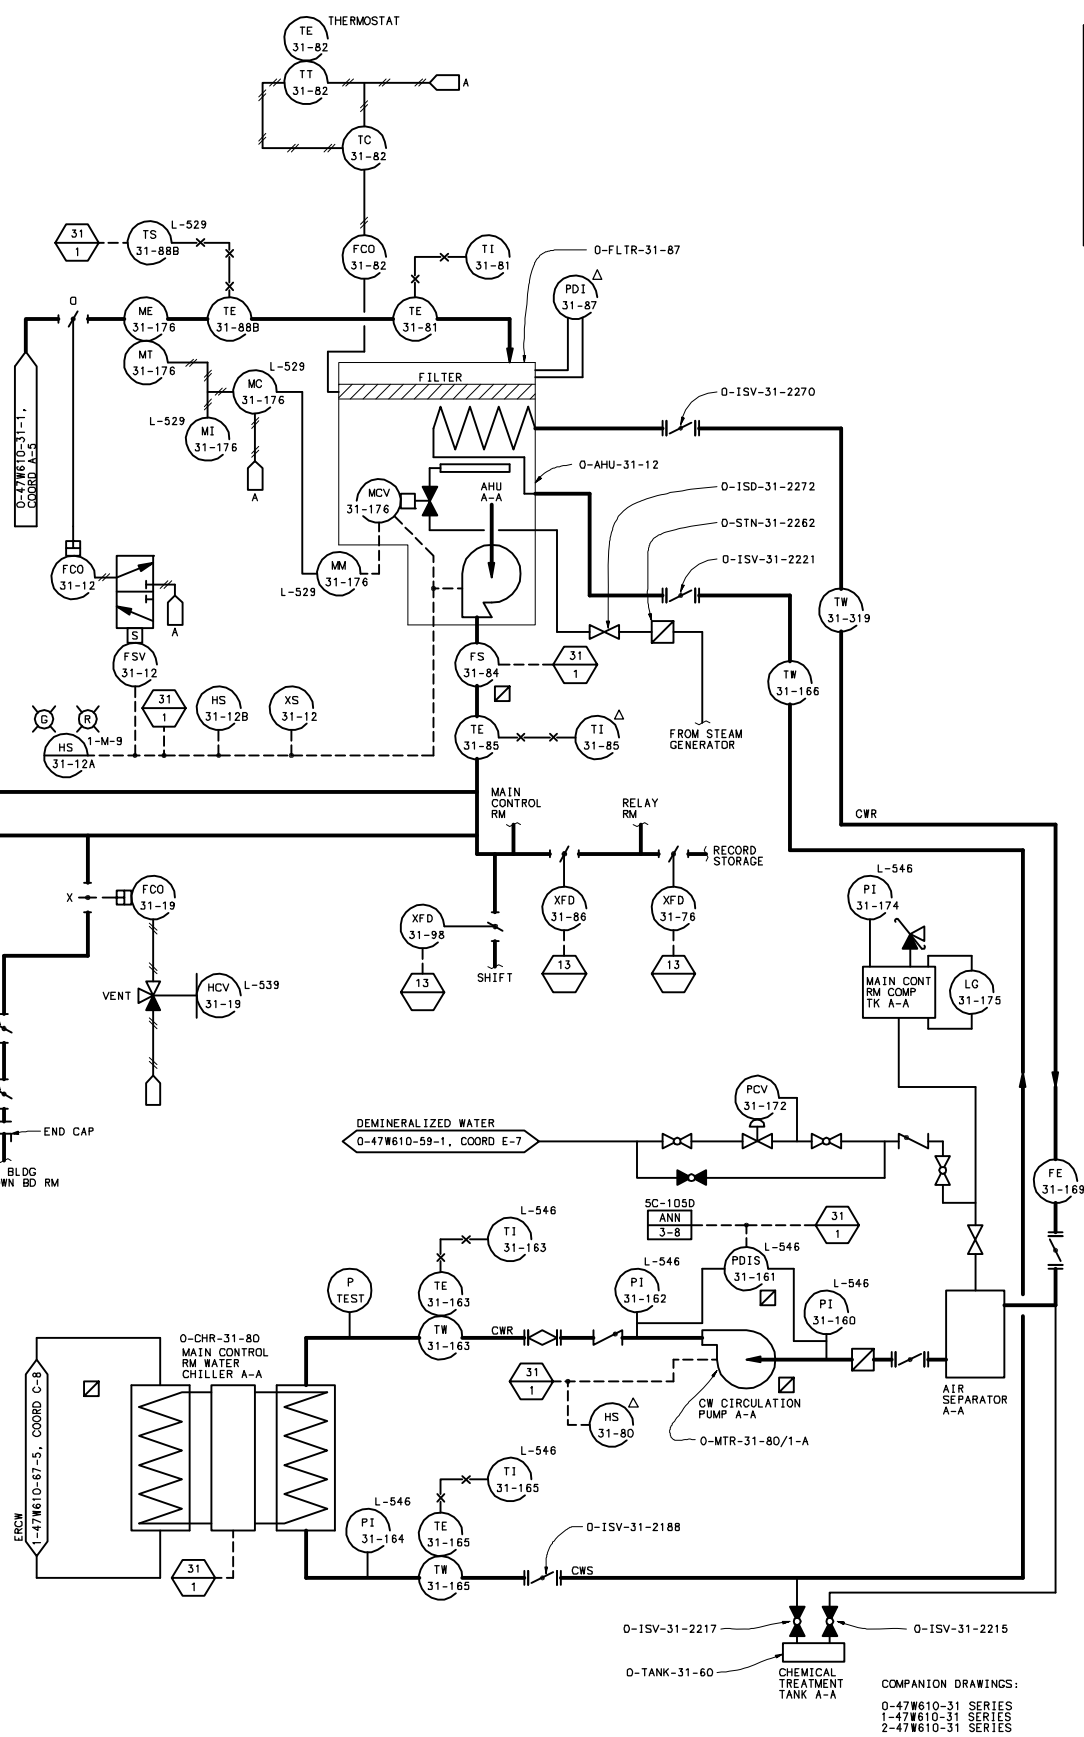 THERMOSTAT
TE
31-82
TT
31-82
A
TC
31-82
31
1
TS
31-88B
L-529
FCO
31-82
TI
31-81
0-FLTR-31-87
PDI
31-87
O
ME
31-176
TE
31-88B
TE
31-81
MT
31-176
L-529
MC
31-176
FILTER
L-529
MI
31-176
A
0-47W610-31-1,
COORD A-5
0-ISV-31-2270
0-AHU-31-12
AHU
A-A
MCV
31-176
0-ISD-31-2272
0-STN-31-2262
0-ISV-31-2221
FCO
31-12
MM
31-176
L-529
A
S
FSV
31-12
TW
31-319
FS
31-84
31
1
TW
31-166
G
R
1-M-9
HS
31-12A
31
1
HS
31-12B
XS
31-12
TE
31-85
TI
31-85
FROM STEAM
GENERATOR
MAIN
CONTROL
RM
RELAY
RM
CWR
RECORD
STORAGE
L-546
PI
31-174
X
FCO
31-19
XFD
31-98
XFD
31-86
XFD
31-76
13
13
13
SHIFT
VENT
HCV
31-19
L-539
MAIN CONT
RM COMP
TK A-A
LG
31-175
PCV
31-172
END CAP
DEMINERALIZED WATER
0-47W610-59-1, COORD E-7
BLDG
WN BD RM
FE
31-169
5C-105D
ANN
3-8
31
1
L-546
TI
31-163
L-546
PDIS
31-161
L-546
PI
31-162
L-546
PI
31-160
P
TEST
TE
31-163
TW
31-163
CWR
0-CHR-31-80
MAIN CONTROL
RM WATER
CHILLER A-A
31
1
HS
31-80
CW CIRCULATION
PUMP A-A
0-MTR-31-80/1-A
AIR
SEPARATOR
A-A
ERCW
1-47W610-67-5, COORD C-8
L-546
TI
31-165
L-546
PI
31-164
TE
31-165
TW
31-165
0-ISV-31-2188
CWS
31
1
0-ISV-31-2217
0-ISV-31-2215
0-TANK-31-60
CHEMICAL
TREATMENT
TANK A-A
COMPANION DRAWINGS:
0-47W610-31 SERIES
1-47W610-31 SERIES
2-47W610-31 SERIES